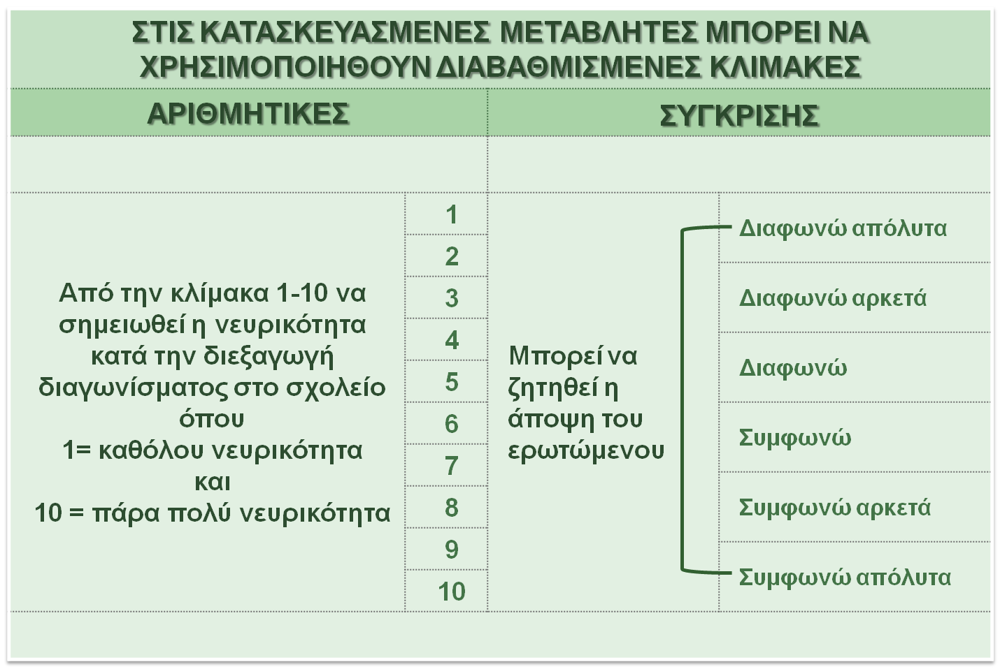 ΣΤΙΣ ΚΑΤΑΣΚΕΥΑΣΜΕΝΕΣ ΜΕΤΑΒΛΗΤΕΣ ΜΠΟΡΕΙ ΝΑ
ΧΡΗΣΙΜΟΠΟΙΗΘΟΥΝ ΔΙΑΒΑΘΜΙΣΜΕΝΕΣ ΚΛΙΜΑΚΕΣ
ΑΡΙΘΜΗΤΙΚΕΣ
ΣΥΓΚΡΙΣΗΣ
Από την κλίμακα 1-10 να
σημειωθεί η νευρικότητα
κατά την διεξαγωγή
διαγωνίσματος στο σχολείο
όπου
1= καθόλου νευρικότητα
και
10 = πάρα πολύ νευρικότητα
1
2
3
4
5
6
7
8
9
10
Μπορεί να
ζητηθεί η
άποψη του
ερωτώμενου
Διαφωνώ απόλυτα
Διαφωνώ αρκετά
Διαφωνώ
Συμφωνώ
Συμφωνώ αρκετά
Συμφωνώ απόλυτα